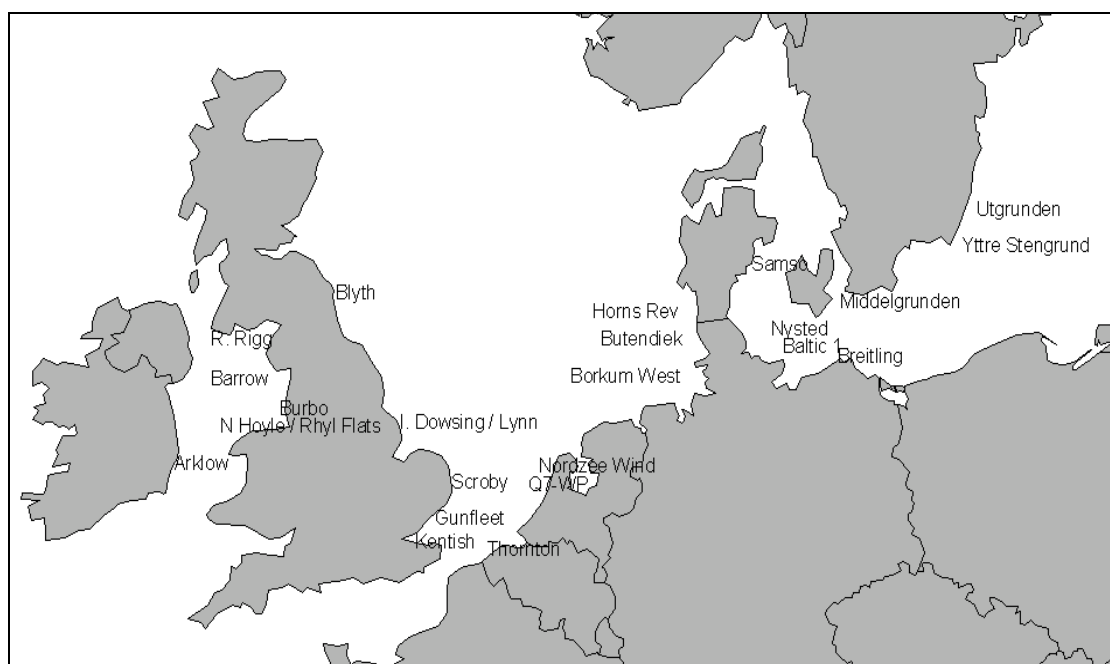 Utgrunden
Yttre Stengrund
Samso
Blyth
Middelgrunden
Horns Rev
Nysted
R. Rigg
Butendiek
Baltic 1
Breitling
Barrow
Borkum West
Burbo
N Hoyle / Rhyl Flats
I. Dowsing / Lynn
Arklow
Nordzee Wind
Scroby
Q7-WP
Gunfleet
Kentish
Thornton